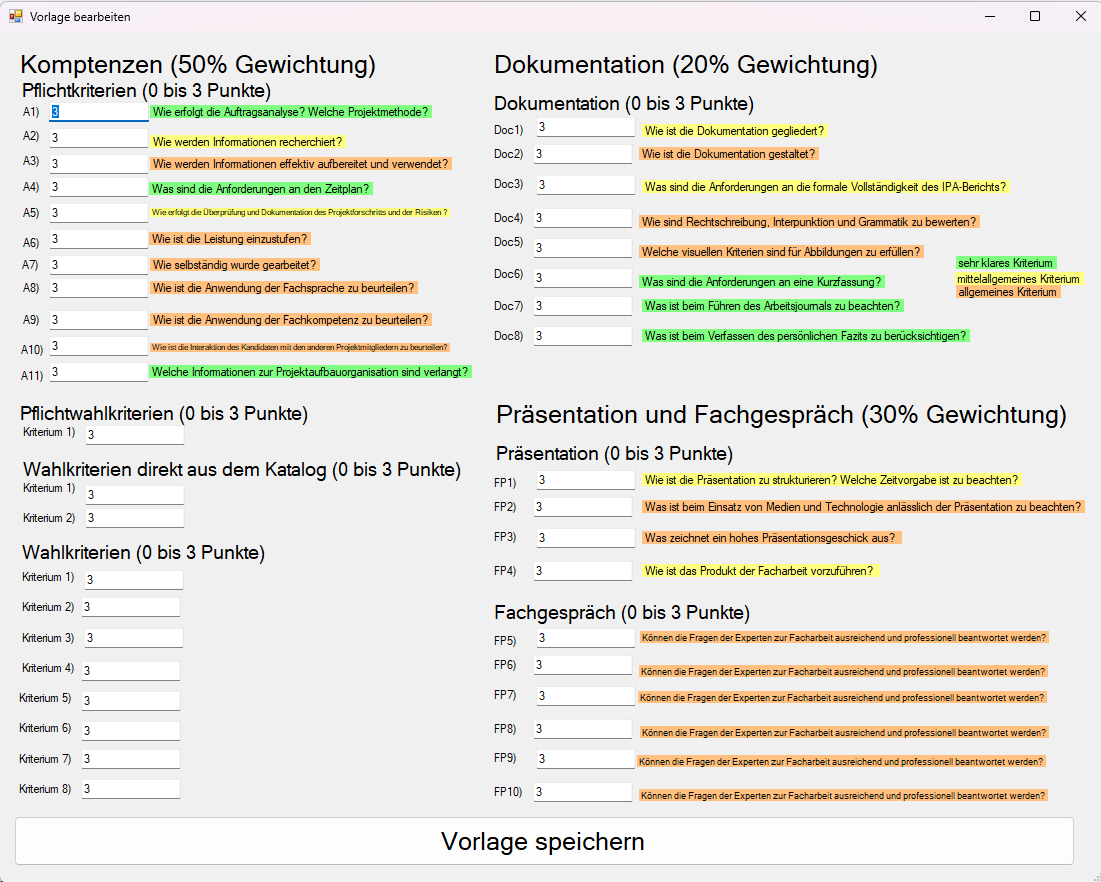 Vorlage bearbeiten
Komptenzen (50% Gewichtung)
Pflichtkriterien (0 bis 3 Punkte)
A1) 3 Wie erfolgt die Auftragsanalyse? Welche Projektmethode?
A2) 3 Wie werden Informationen recherchiert?
A3) 3 Wie werden Informationen effektiv aufbereitet und verwendet?
A4) 3 Was sind die Anforderungen an den Zeitplan?
A5) 3 Wie erfolgt die Überprüfung und Dokumentation des Projektforschritts und der Risiken ?
A6) 3 Wie ist die Leistung einzustufen?
A7) 3 Wie selbständig wurde gearbeitet?
A8) 3 Wie ist die Anwendung der Fachsprache zu beurteilen?
A9) 3 Wie ist die Anwendung der Fachkompetenz zu beurteilen?
A10) 3 Wie ist die Interaktion des Kandidaten mit den anderen Projektmitgliedern zu beurteilen?
A11) 3 Welche Informationen zur Projektaufbauorganisation sind verlangt?
Pflichtwahlkriterien (0 bis 3 Punkte)
Kriterium 1) 3
Wahlkriterien direkt aus dem Katalog (0 bis 3 Punkte)
Kriterium 1) 3
Kriterium 2) 3
Wahlkriterien (0 bis 3 Punkte)
Kriterium 1) 3
Kriterium 2) 3
Kriterium 3) 3
Kriterium 4) 3
Kriterium 5) 3
Kriterium 6) 3
Kriterium 7) 3
Kriterium 8) 3
Dokumentation (20% Gewichtung)
Dokumentation (0 bis 3 Punkte)
Doc1) 3 Wie ist die Dokumentation gegliedert?
Doc2) 3 Wie ist die Dokumentation gestaltet?
Doc3) 3 Was sind die Anforderungen an die formale Vollständigkeit des IPA-Berichts?
Doc4) 3 Wie sind Rechtschreibung, Interpunktion und Grammatik zu bewerten?
Doc5) 3 Welche visuellen Kriterien sind für Abbildungen zu erfüllen?
Doc6) 3 Was sind die Anforderungen an eine Kurzfassung?
Doc7) 3 Was ist beim Führen des Arbeitsjournals zu beachten?
Doc8) 3 Was ist beim Verfassen des persönlichen Fazits zu berücksichtigen?
sehr klares Kriterium
mittelallgemeines Kriterium
allgemeines Kriterium
Präsentation und Fachgespräch (30% Gewichtung)
Präsentation (0 bis 3 Punkte)
FP1) 3 Wie ist die Präsentation zu strukturieren? Welche Zeitvorgabe ist zu beachten?
FP2) 3 Was ist beim Einsatz von Medien und Technologie anlässlich der Präsentation zu beachten?
FP3) 3 Was zeichnet ein hohes Präsentationsgeschick aus?
FP4) 3 Wie ist das Produkt der Facharbeit vorzuführen?
Fachgespräch (0 bis 3 Punkte)
FP5) 3 Können die Fragen der Experten zur Facharbeit ausreichend und professionell beantwortet werden?
FP6) 3 Können die Fragen der Experten zur Facharbeit ausreichend und professionell beantwortet werden?
FP7) 3 Können die Fragen der Experten zur Facharbeit ausreichend und professionell beantwortet werden?
FP8) 3 Können die Fragen der Experten zur Facharbeit ausreichend und professionell beantwortet werden?
FP9) 3 Können die Fragen der Experten zur Facharbeit ausreichend und professionell beantwortet werden?
FP10) 3 Können die Fragen der Experten zur Facharbeit ausreichend und professionell beantwortet werden?
Vorlage speichern